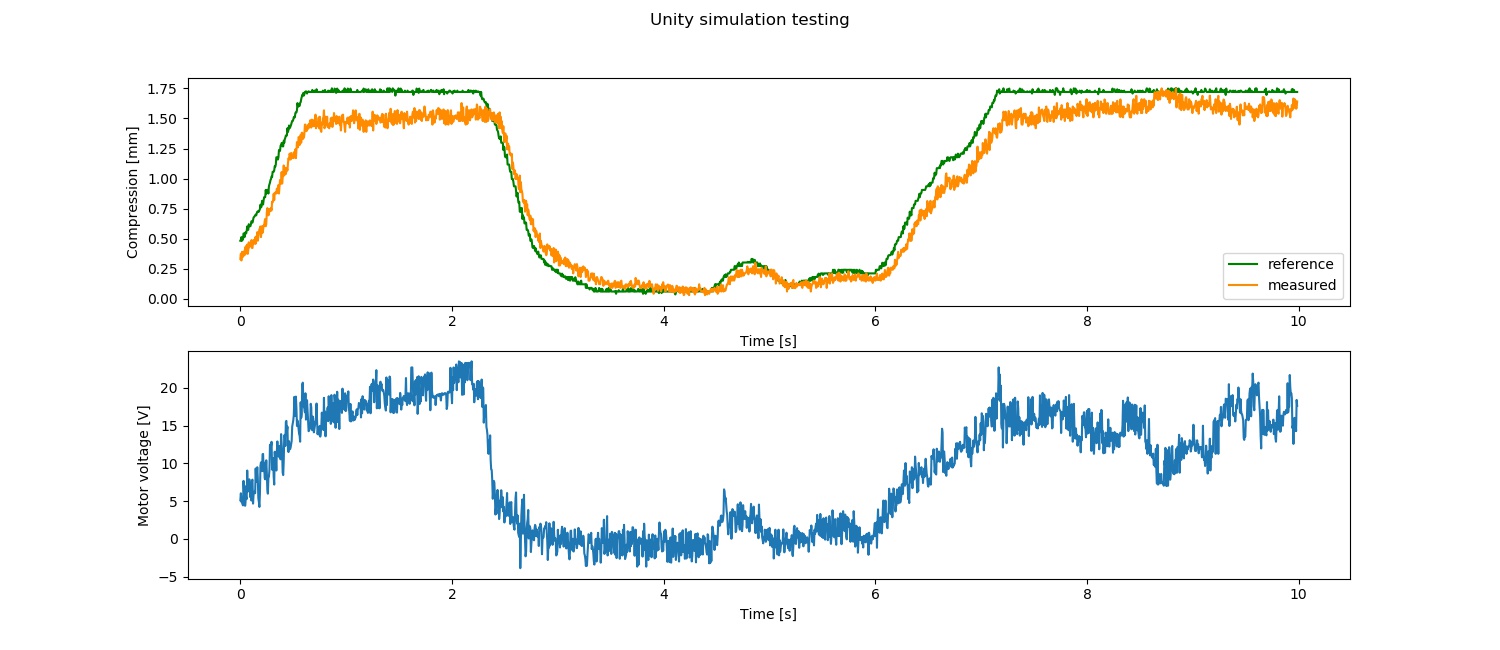 Unity simulation testing
Compression [mm]
1.75
1.50
1.25
1.00
0.75
0.50
0.25
0.00
reference
measured
0 2 4 6 8 10
Time [s]
Motor voltage [V]
20
15
10
5
0
−5
0 2 4 6 8 10
Time [s]